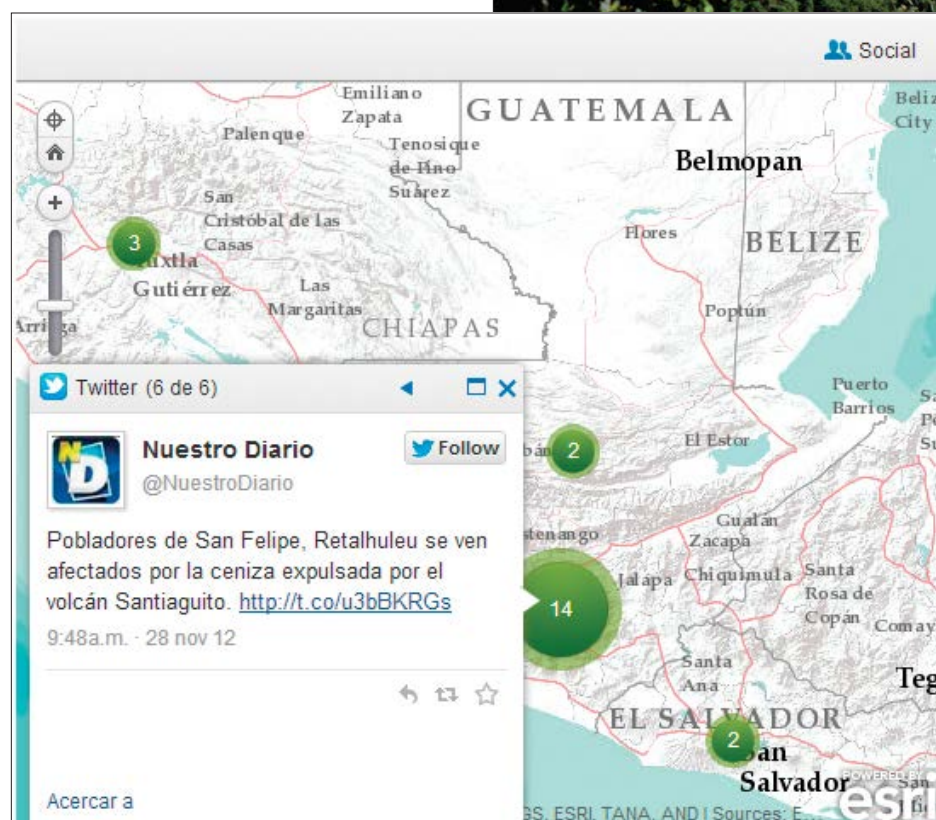 Social
Emiliano
Zapata
GUATEMALA
Belmopan
Palenque
Tenosique
de Pino
Suárez
San
Cristóbal de las
Casas
Flores
BELIZE
3
Gutiérrez
Las
Margaritas
CHIAPAS
Poptún
Twitter (6 de 6)
Puerto
Barrios
Nuestro Diario
@NuestroDiario
Follow
2
El Estor
Pobladores de San Felipe, Retalhuleu se ven
afectados por la ceniza expulsada por el
volcán Santiaguito. http://t.co/u3bBKRGs
9:48a.m. · 28 nov 12
Gualán
Zacapa
Jalapa
Chiquimula
Santa
Rosa de
Copán
14
Santa
Ana
EL SALVADOR
2
San
Salvador
Acercar a
POWERED BY
esri
ESRI, TANA, AND | Sources: E...